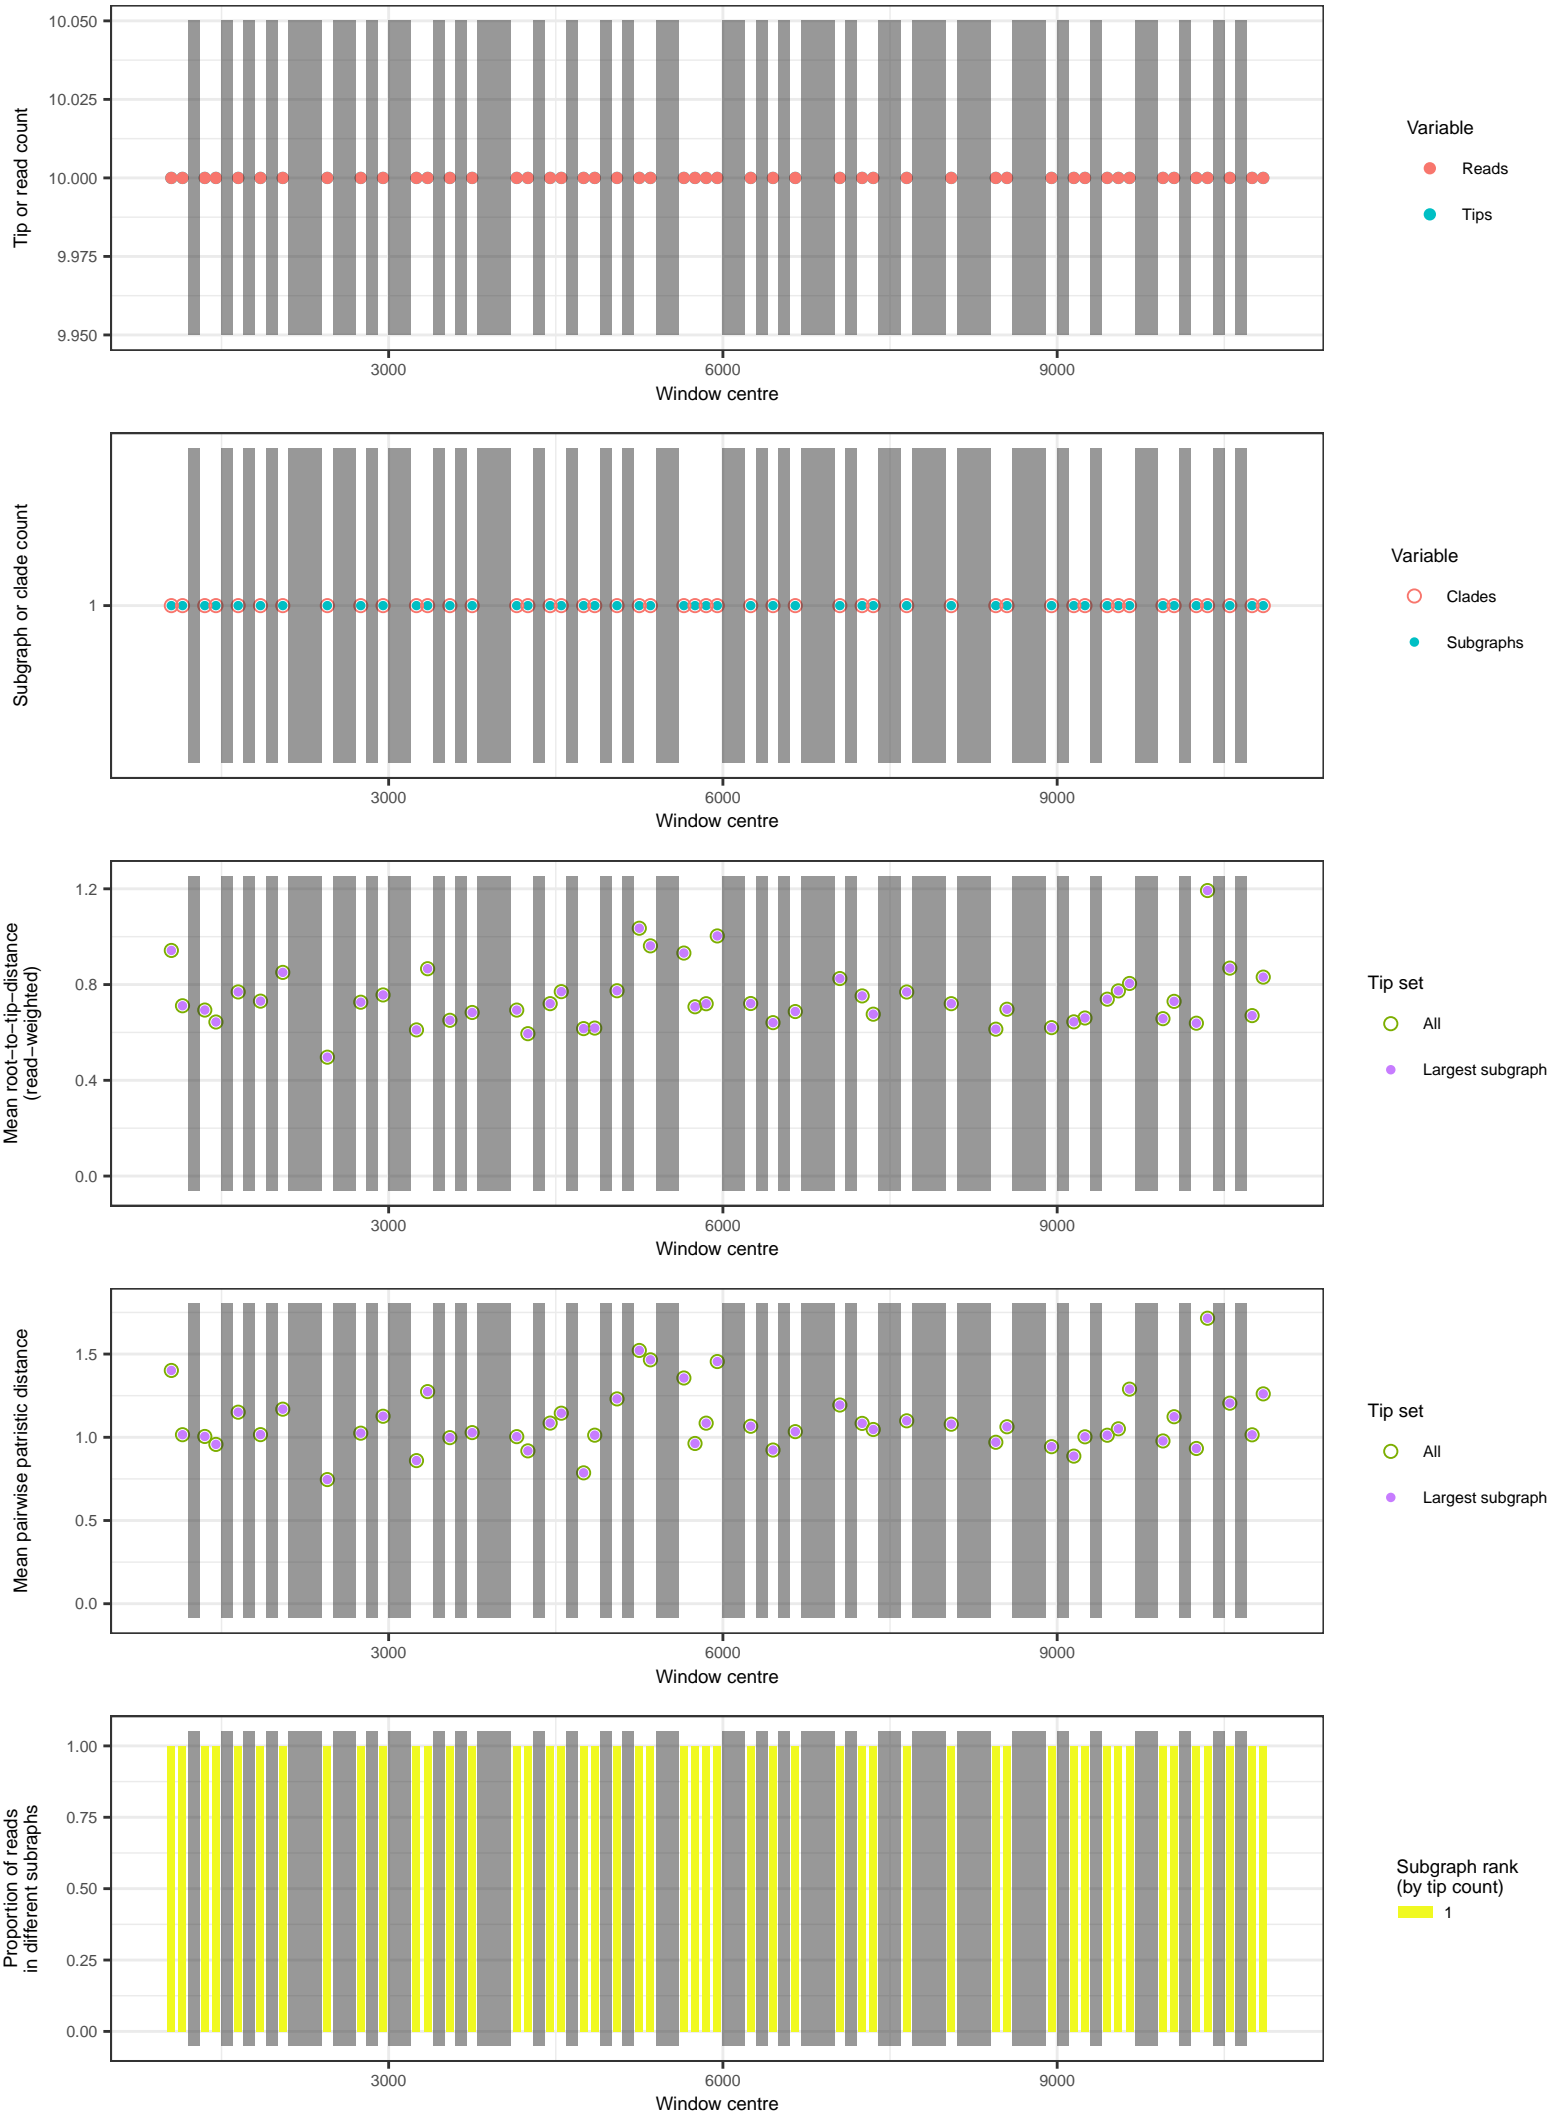 10.050
10.025
10.000
9.975
9.950
Tip or read count
3000
6000
9000
Window centre
Variable
Reads
Tips
1
Subgraph or clade count
3000
6000
9000
Window centre
Variable
Clades
Subgraphs
1.2
0.8
0.4
0.0
Mean root−to−tip−distance
(read−weighted)
3000
6000
9000
Window centre
Tip set
All
Largest subgraph
1.5
1.0
0.5
0.0
Mean pairwise patristic distance
3000
6000
9000
Window centre
Tip set
All
Largest subgraph
1.00
0.75
0.50
0.25
0.00
Proportion of reads
in different subraphs
3000
6000
9000
Window centre
Subgraph rank
(by tip count)
1